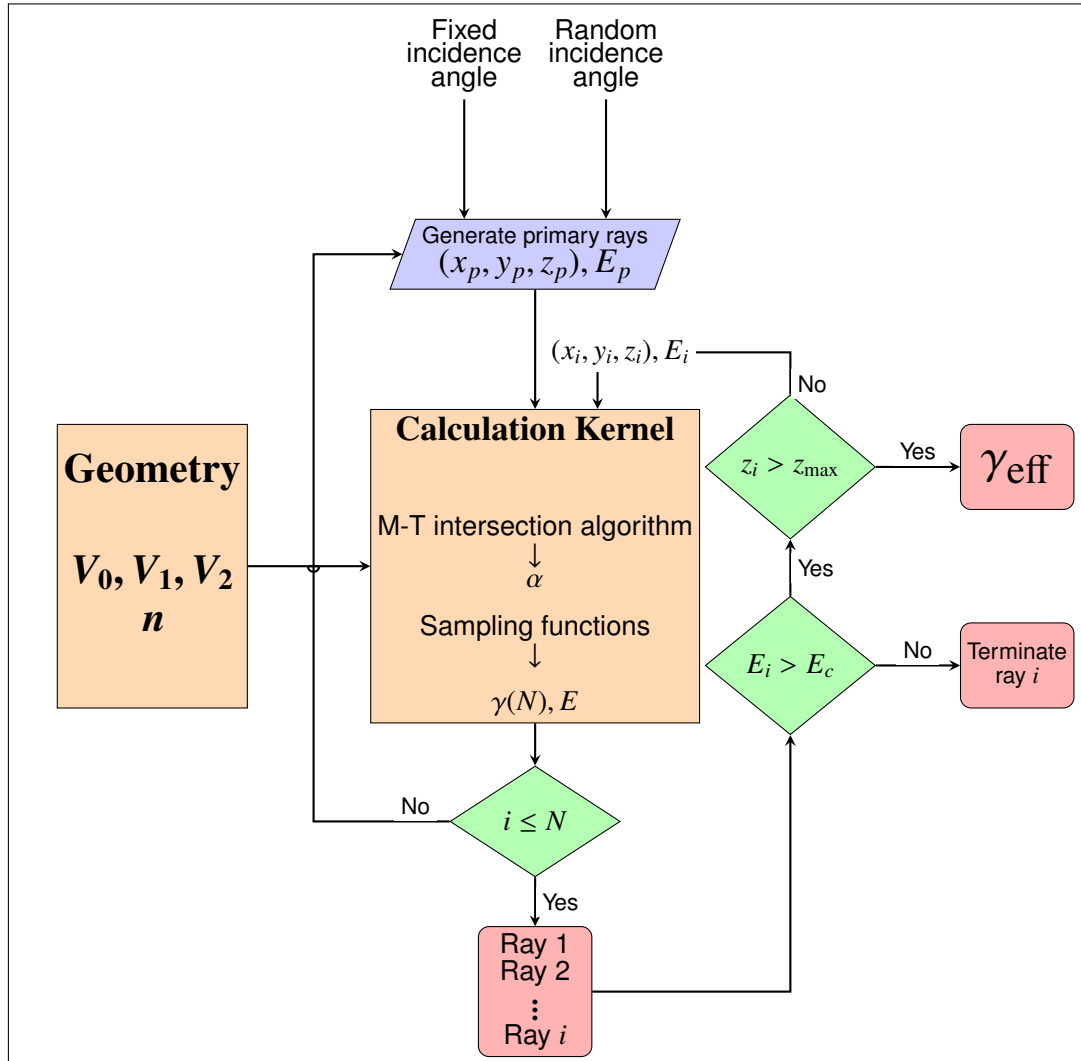 Fixed
incidence
angle
Random
incidence
angle
Generate primary rays
(x_p, y_p, z_p), E_p
(x_i, y_i, z_i), E_i
No
Calculation Kernel
Geometry
V_0, V_1, V_2
n
M-T intersection algorithm
↓
α
Sampling functions
↓
γ(N), E
z_i > z_max
Yes
γ_eff
Yes
E_i > E_c
No
Terminate
ray i
No
i ≤ N
Yes
Ray 1
Ray 2
⋮
Ray i